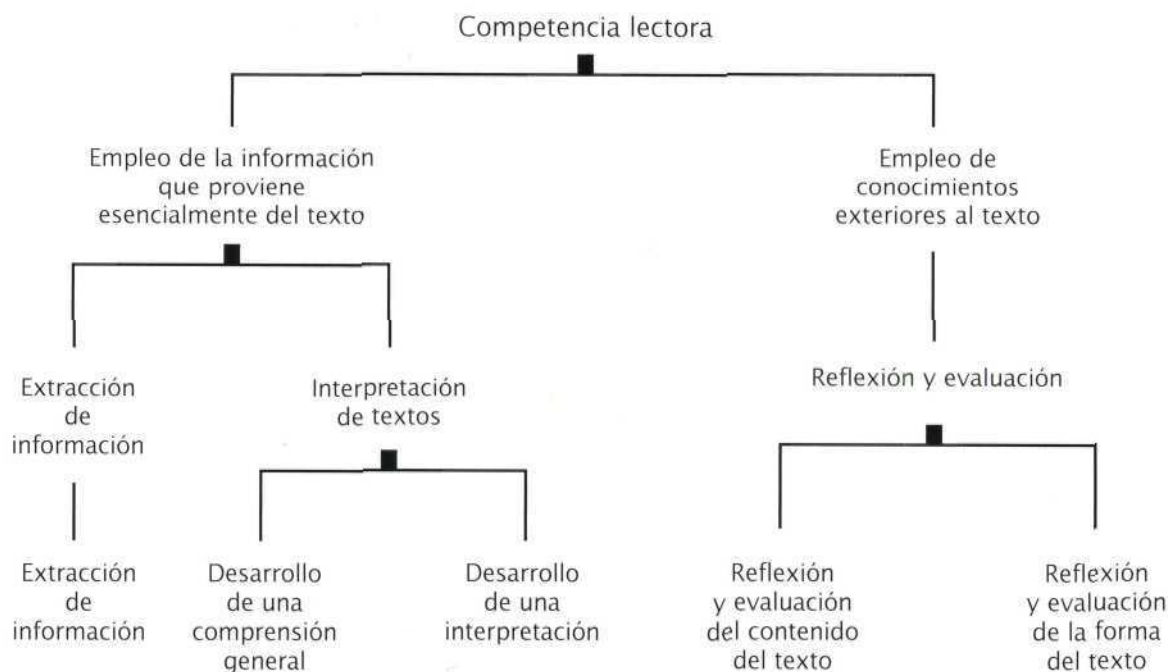 Competencia lectora
Empleo de la información
que proviene
esencialmente del texto
Empleo de
conocimientos
exteriores al texto
Extracción
de
información
Interpretación
de textos
Reflexión y evaluación
Extracción
de
información
Desarrollo
de una
comprensión
general
Desarrollo
de una
interpretación
Reflexión
y evaluación
del contenido
del texto
Reflexión
y evaluación
de la forma
del texto